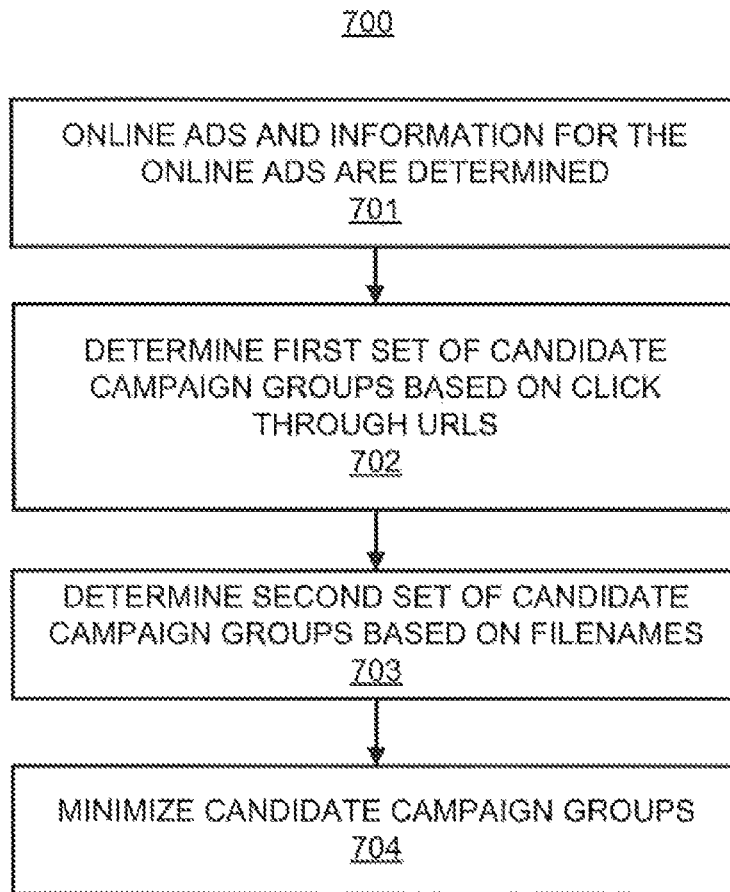 700
ONLINE ADS AND INFORMATION FOR THE
ONLINE ADS ARE DETERMINED
701
DETERMINE FIRST SET OF CANDIDATE
CAMPAIGN GROUPS BASED ON CLICK
THROUGH URLS
702
DETERMINE SECOND SET OF CANDIDATE
CAMPAIGN GROUPS BASED ON FILENAMES
703
MINIMIZE CANDIDATE CAMPAIGN GROUPS
704